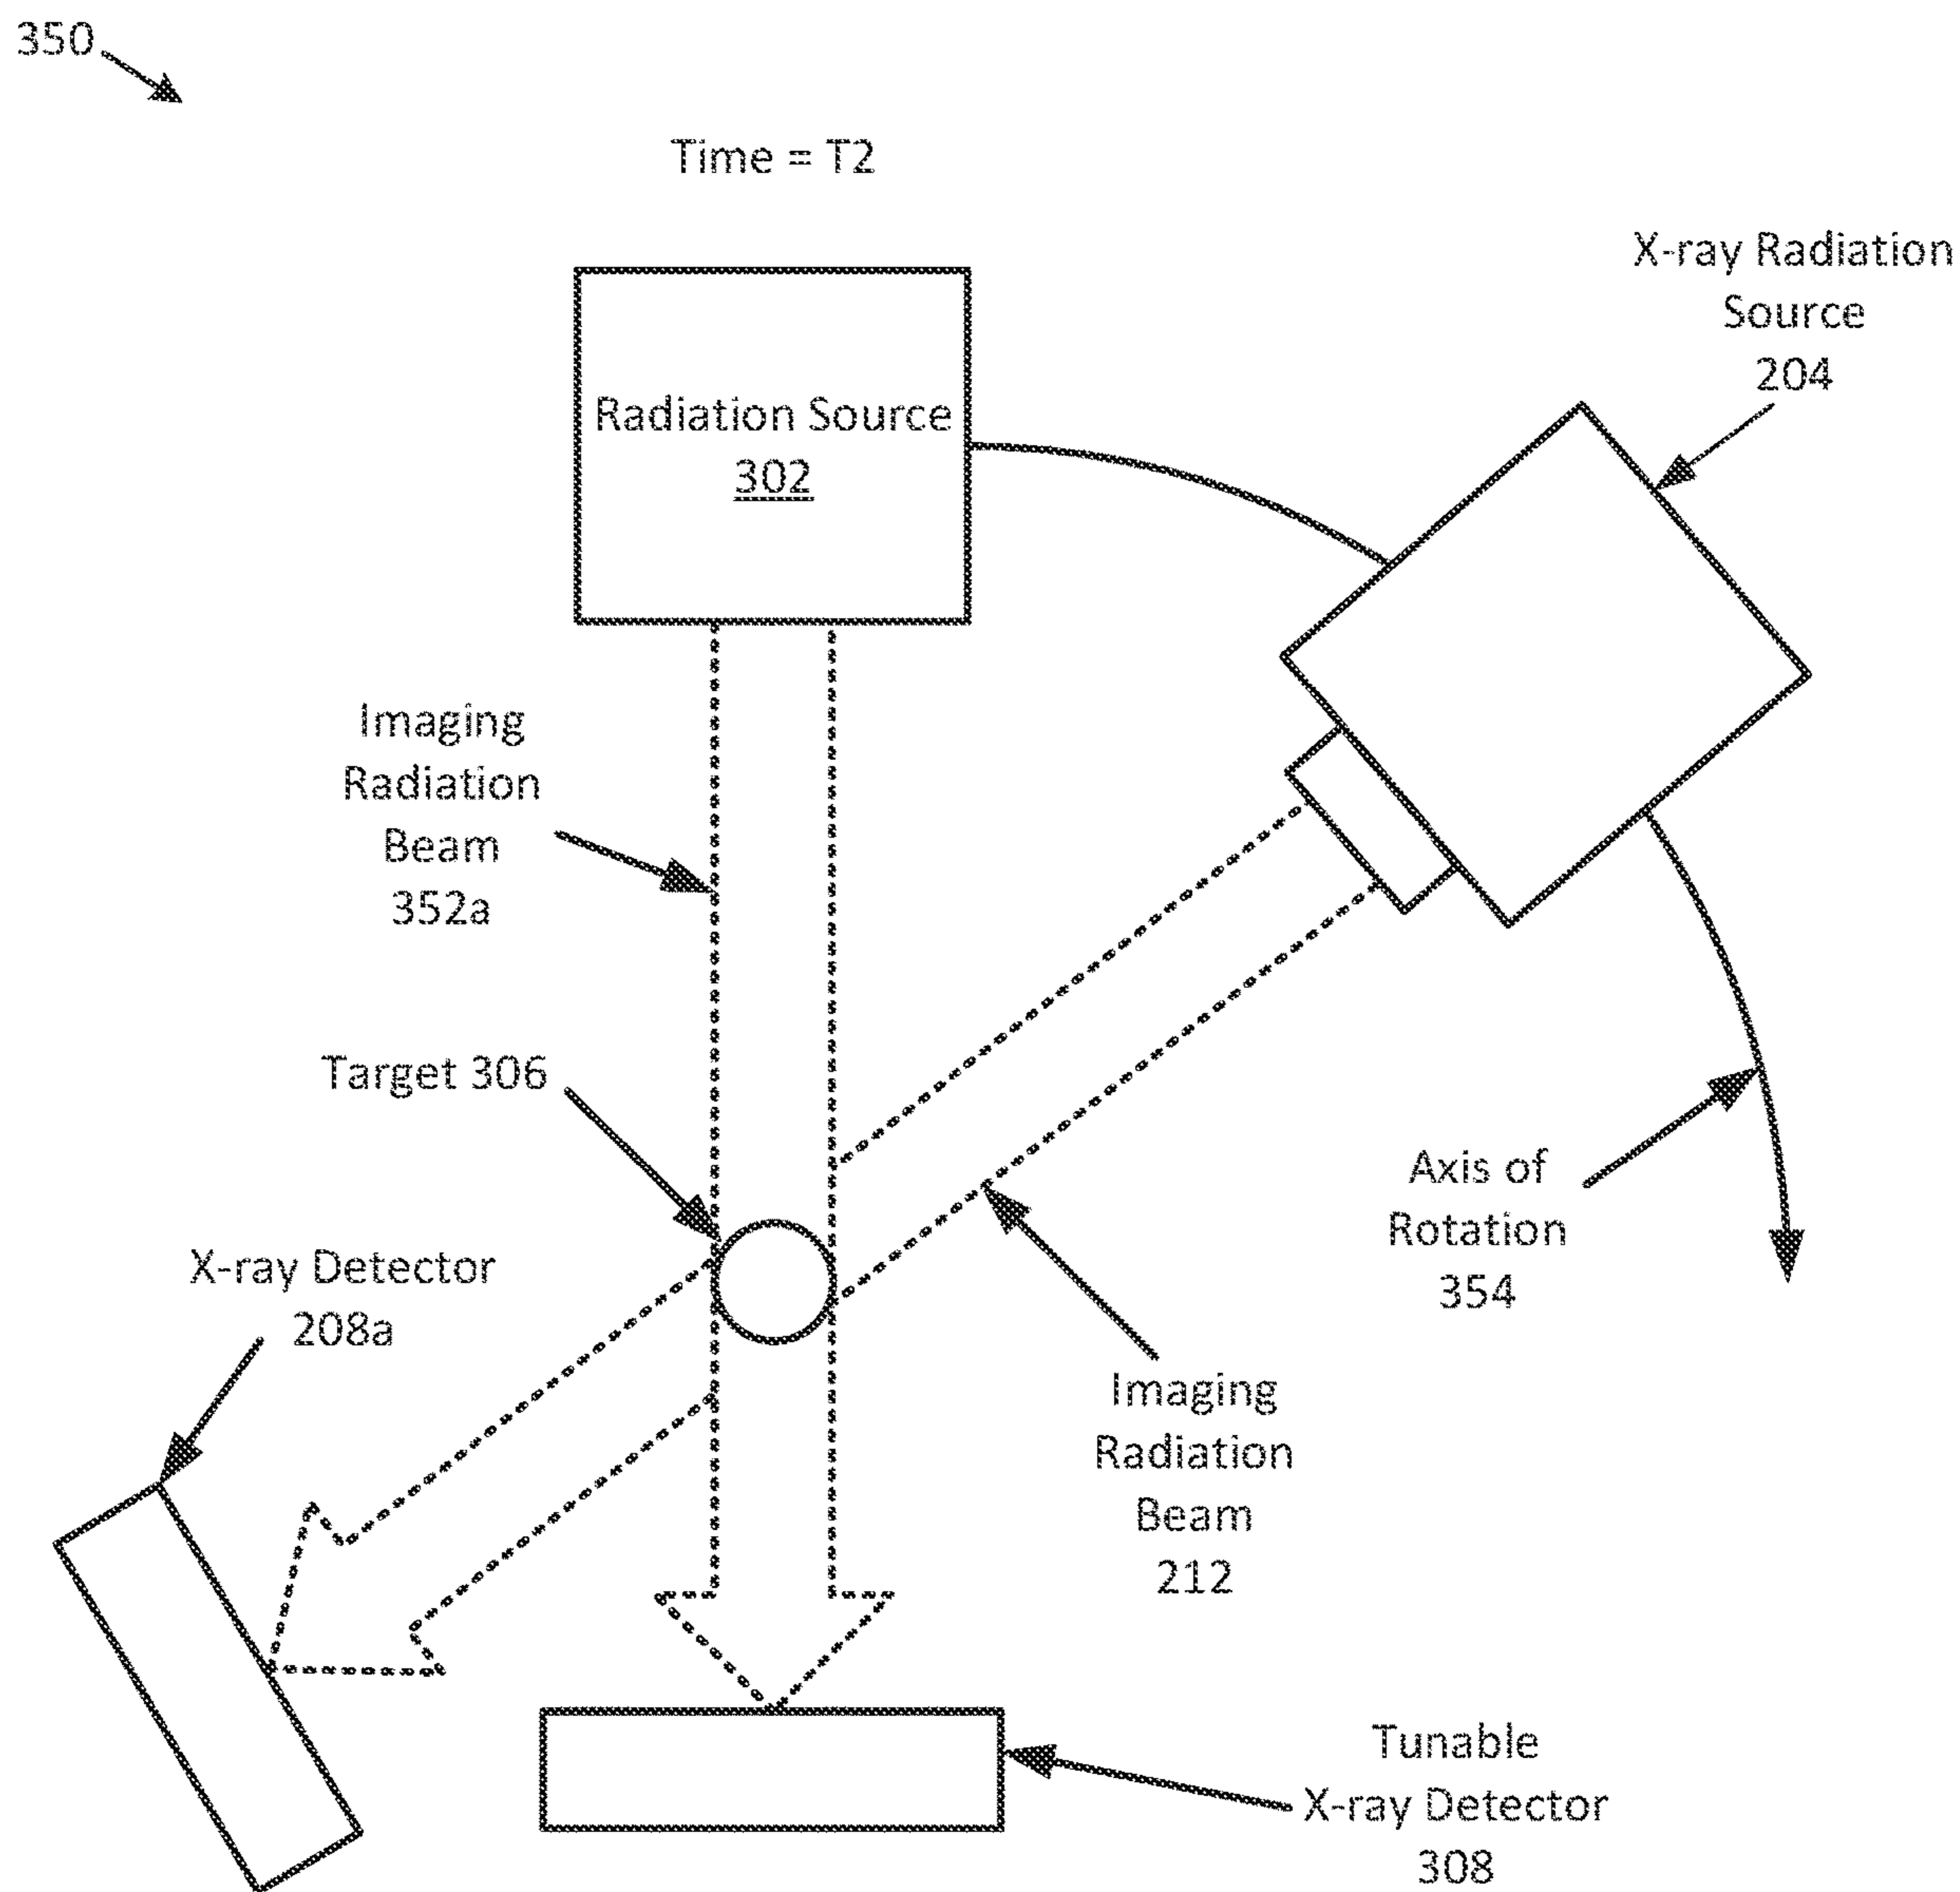 350
Time = T2
X-ray Radiation
Source
204
Radiation Source
302
Imaging
Radiation
Beam
352a
Target 306
Axis of
Rotation
354
X-ray Detector
208a
Imaging
Radiation
Beam
212
Tunable
X-ray Detector
308